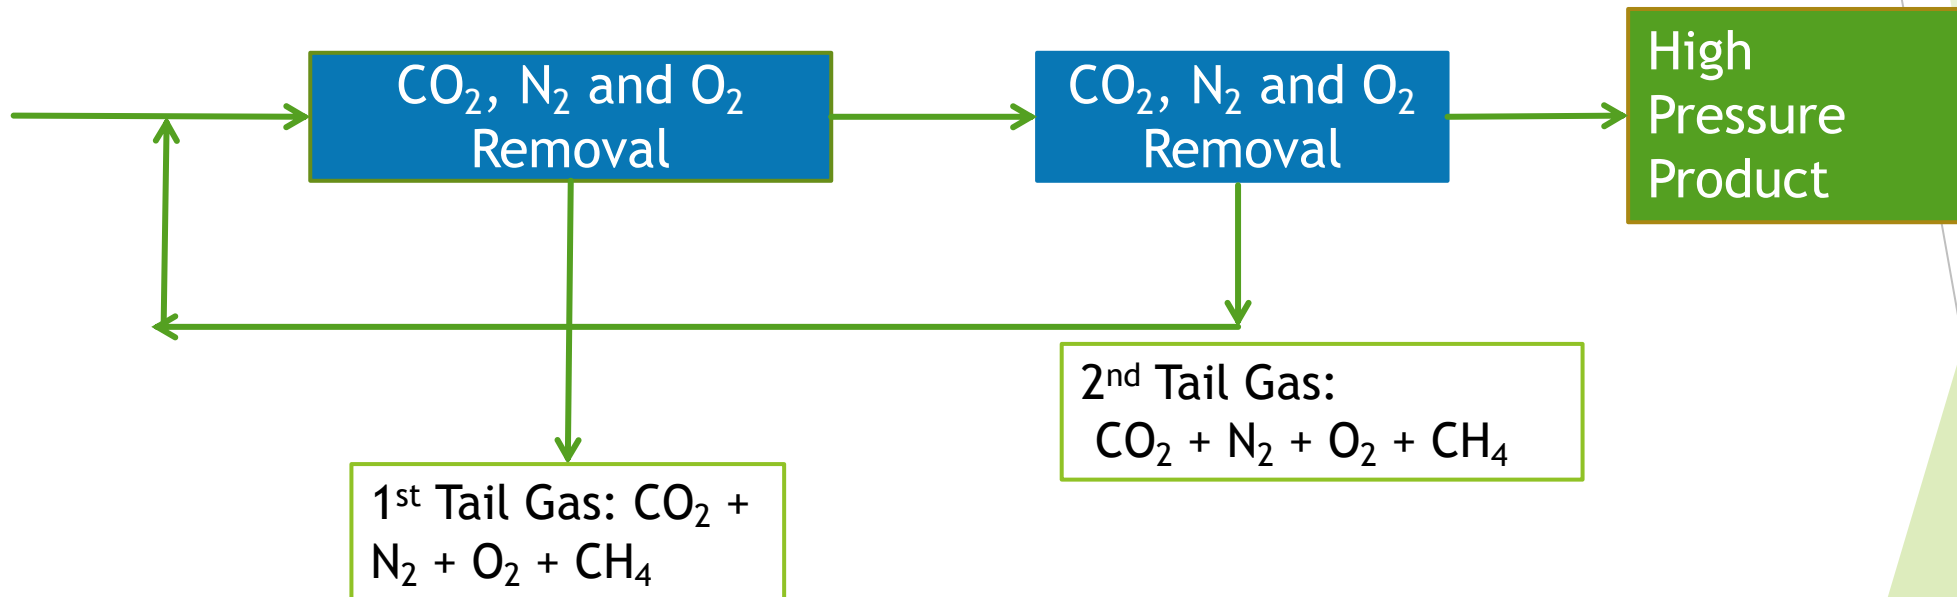 CO₂, N₂ and O₂
Removal
CO₂, N₂ and O₂
Removal
High
Pressure
Product
2nd Tail Gas:
CO₂ + N₂ + O₂ + CH₄
1st Tail Gas: CO₂ +
N₂ + O₂ + CH₄